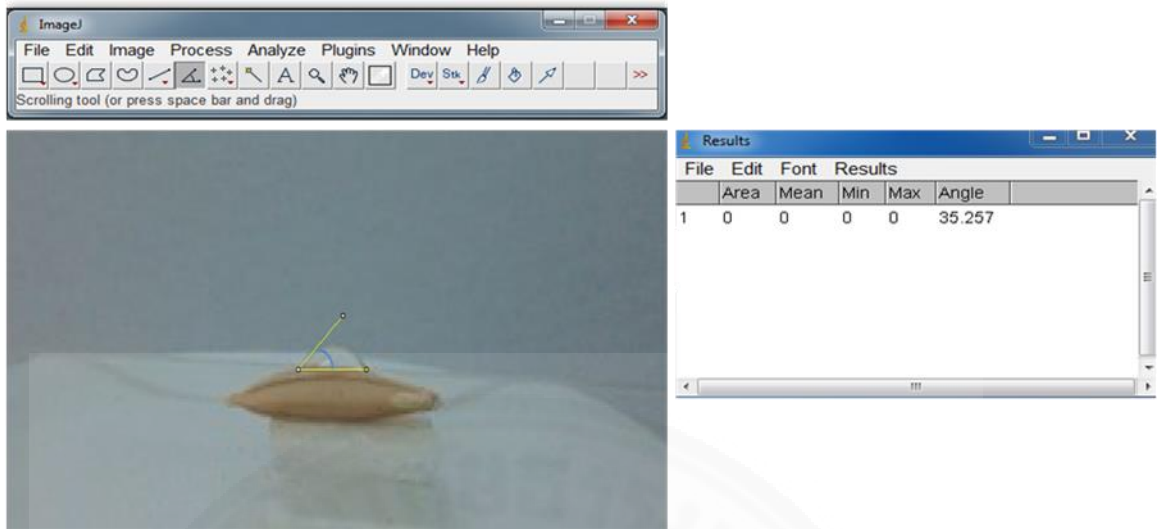 ImageJ
File Edit Image Process Analyze Plugins Window Help
A Dev Stk >>
Scrolling tool (or press space bar and drag)
Results
File Edit Font Results
Area Mean Min Max Angle
1 0 0 0 0 35.257